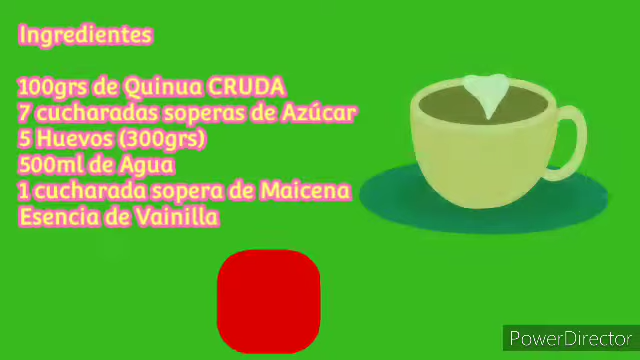 Ingredientes
100grs de Quinua CRUDA
7 cucharadas soperas de Azúcar
5 Huevos (300grs)
500ml de Agua
1 cucharada sopera de Maicena
Esencia de Vainilla
PowerDirector